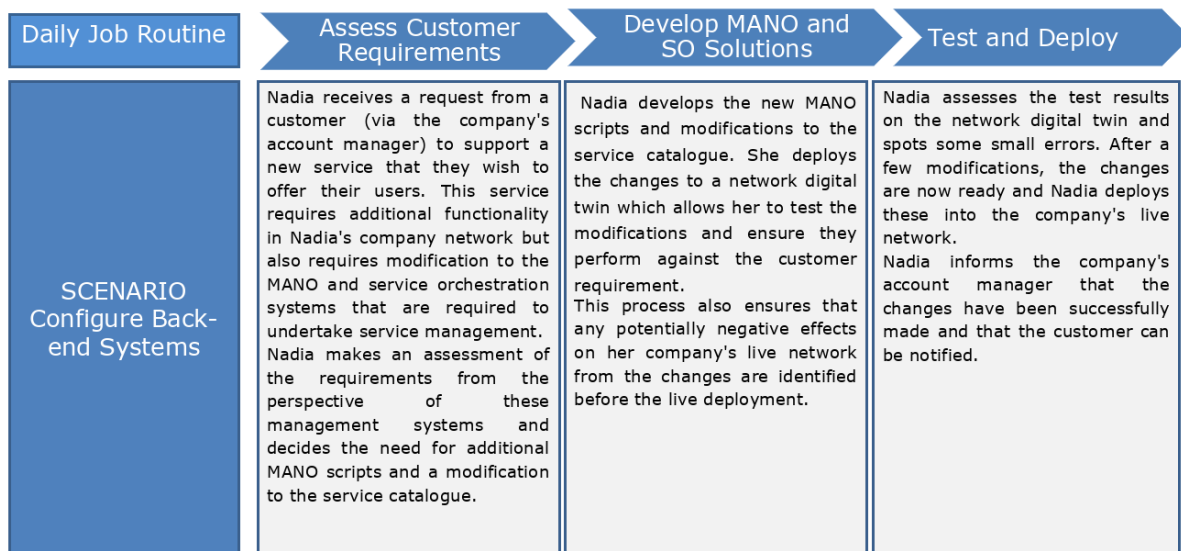 Daily Job Routine
Assess Customer
Requirements
Develop MANO and
SO Solutions
Test and Deploy
SCENARIO
Configure Back-
end Systems
Nadia receives a request from a
customer (via the company's
account manager) to support a
new service that they wish to
offer their users. This service
requires additional functionality
in Nadia's company network but
also requires modification to the
MANO and service orchestration
systems that are required to
undertake service management.
Nadia makes an assessment of
the requirements from the
perspective of these
management systems and
decides the need for additional
MANO scripts and a modification
to the service catalogue.
Nadia develops the new MANO
scripts and modifications to the
service catalogue. She deploys
the changes to a network digital
twin which allows her to test the
modifications and ensure they
perform against the customer
requirement.
This process also ensures that
any potentially negative effects
on her company's live network
from the changes are identified
before the live deployment.
Nadia assesses the test results
on the network digital twin and
spots some small errors. After a
few modifications, the changes
are now ready and Nadia deploys
these into the company's live
network.
Nadia informs the company's
account manager that the
changes have been successfully
made and that the customer can
be notified.